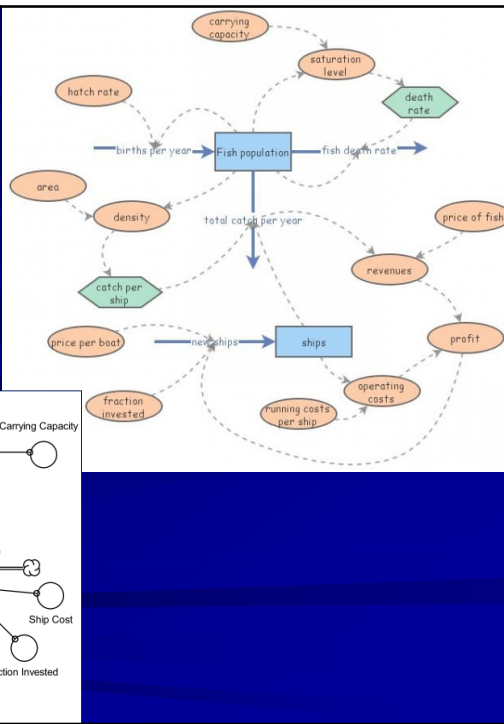 carrying
capacity
saturation
level
hatch rate
death
rate
births per year
Fish population
fish death rate
area
density
total catch per year
price of fish
revenues
catch per
ship
price per boat
new ships
ships
profit
operating
costs
fraction
invested
running costs
per ship
Carrying Capacity
Ship Cost
ction Invested